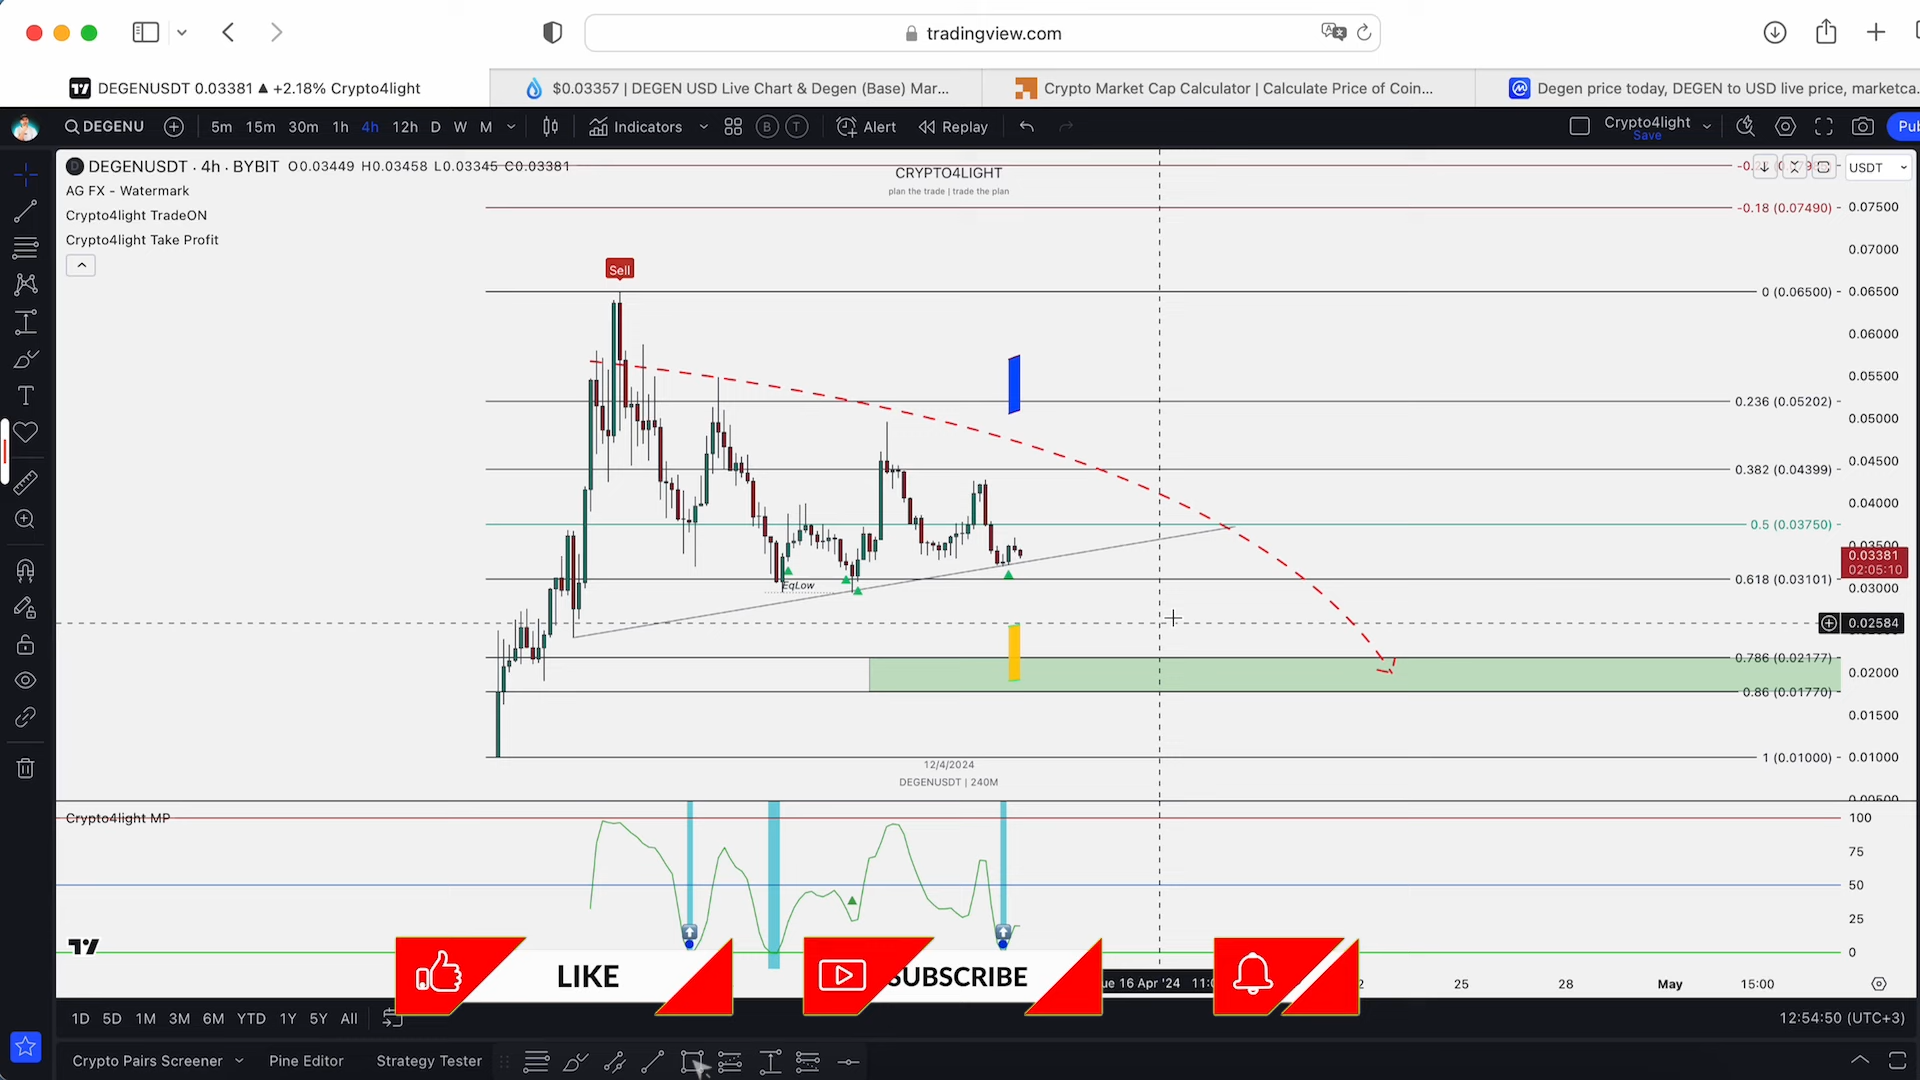 tradingview.com
DEGENUSDT 0.03381 ▲ +2.18% Crypto4light
$0.03357 | DEGEN USD Live Chart & Degen (Base) Mar...
Crypto Market Cap Calculator | Calculate Price of Coin...
Degen price today, DEGEN to USD live price, marketca...
DEGENU
5m 15m 30m 1h 4h 12h D W M
Indicators
B T
Alert
Replay
Crypto4light
Save
Pub
DEGENUSDT · 4h · BYBIT O0.03449 H0.03458 L0.03345 C0.03381
AG FX - Watermark
Crypto4light TradeON
Crypto4light Take Profit
CRYPTO4LIGHT
plan the trade | trade the plan
USDT
-0.18 (0.07490)
0.07500
0.07000
Sell
0 (0.06500)
0.06500
0.06000
0.05500
0.236 (0.05202)
0.05000
0.04500
0.382 (0.04399)
0.04000
0.5 (0.03750)
0.03500
0.03381
02:05:10
EqLow
0.618 (0.03101)
0.03000
0.02584
0.786 (0.02177)
0.02000
0.86 (0.01770)
0.01500
1 (0.01000)
0.01000
12/4/2024
DEGENUSDT | 240M
0.00500
Crypto4light MP
100
75
50
25
0
LIKE
SUBSCRIBE
ue 16 Apr '24 11:0
2 25 28 May 15:00
1D 5D 1M 3M 6M YTD 1Y 5Y All
12:54:50 (UTC+3)
Crypto Pairs Screener
Pine Editor
Strategy Tester